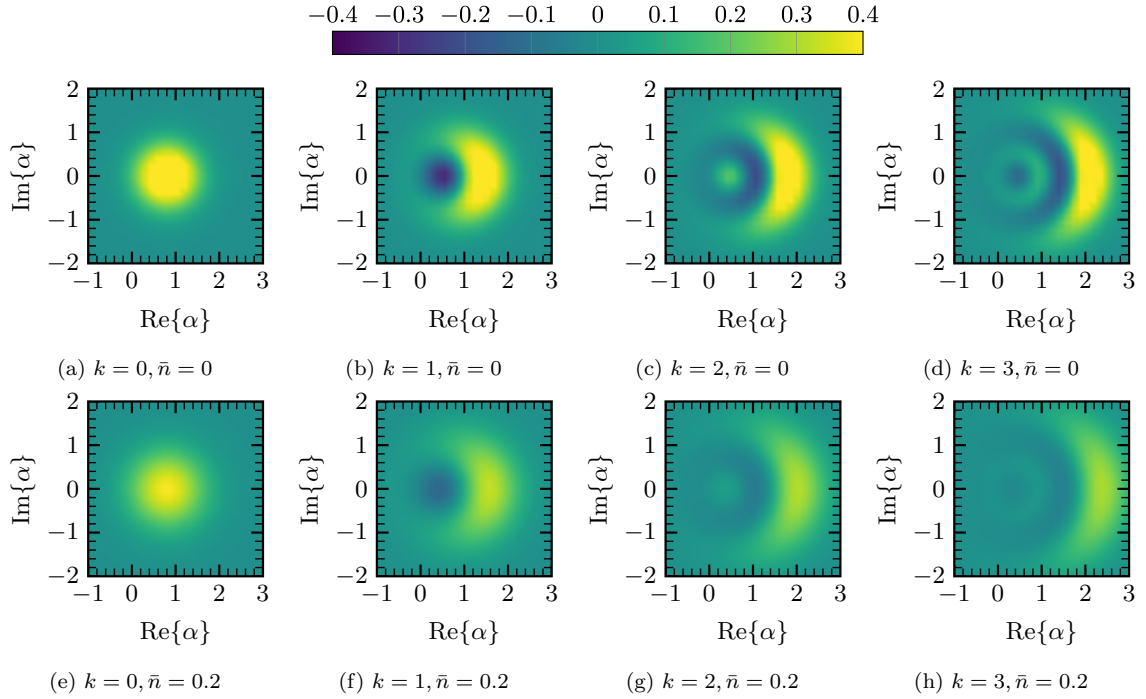 −0.4 −0.3 −0.2 −0.1 0 0.1 0.2 0.3 0.4
2 2 2 2
1 1 1 1
0 0 0 0
−1 −1 −1 −1
−2 −2 −2 −2
Im{α} Im{α} Im{α} Im{α}
−1 0 1 2 3 −1 0 1 2 3 −1 0 1 2 3 −1 0 1 2 3
Re{α} Re{α} Re{α} Re{α}
(a) k = 0, n̄ = 0 (b) k = 1, n̄ = 0 (c) k = 2, n̄ = 0 (d) k = 3, n̄ = 0
2 2 2 2
1 1 1 1
0 0 0 0
−1 −1 −1 −1
−2 −2 −2 −2
Im{α} Im{α} Im{α} Im{α}
−1 0 1 2 3 −1 0 1 2 3 −1 0 1 2 3 −1 0 1 2 3
Re{α} Re{α} Re{α} Re{α}
(e) k = 0, n̄ = 0.2 (f) k = 1, n̄ = 0.2 (g) k = 2, n̄ = 0.2 (h) k = 3, n̄ = 0.2